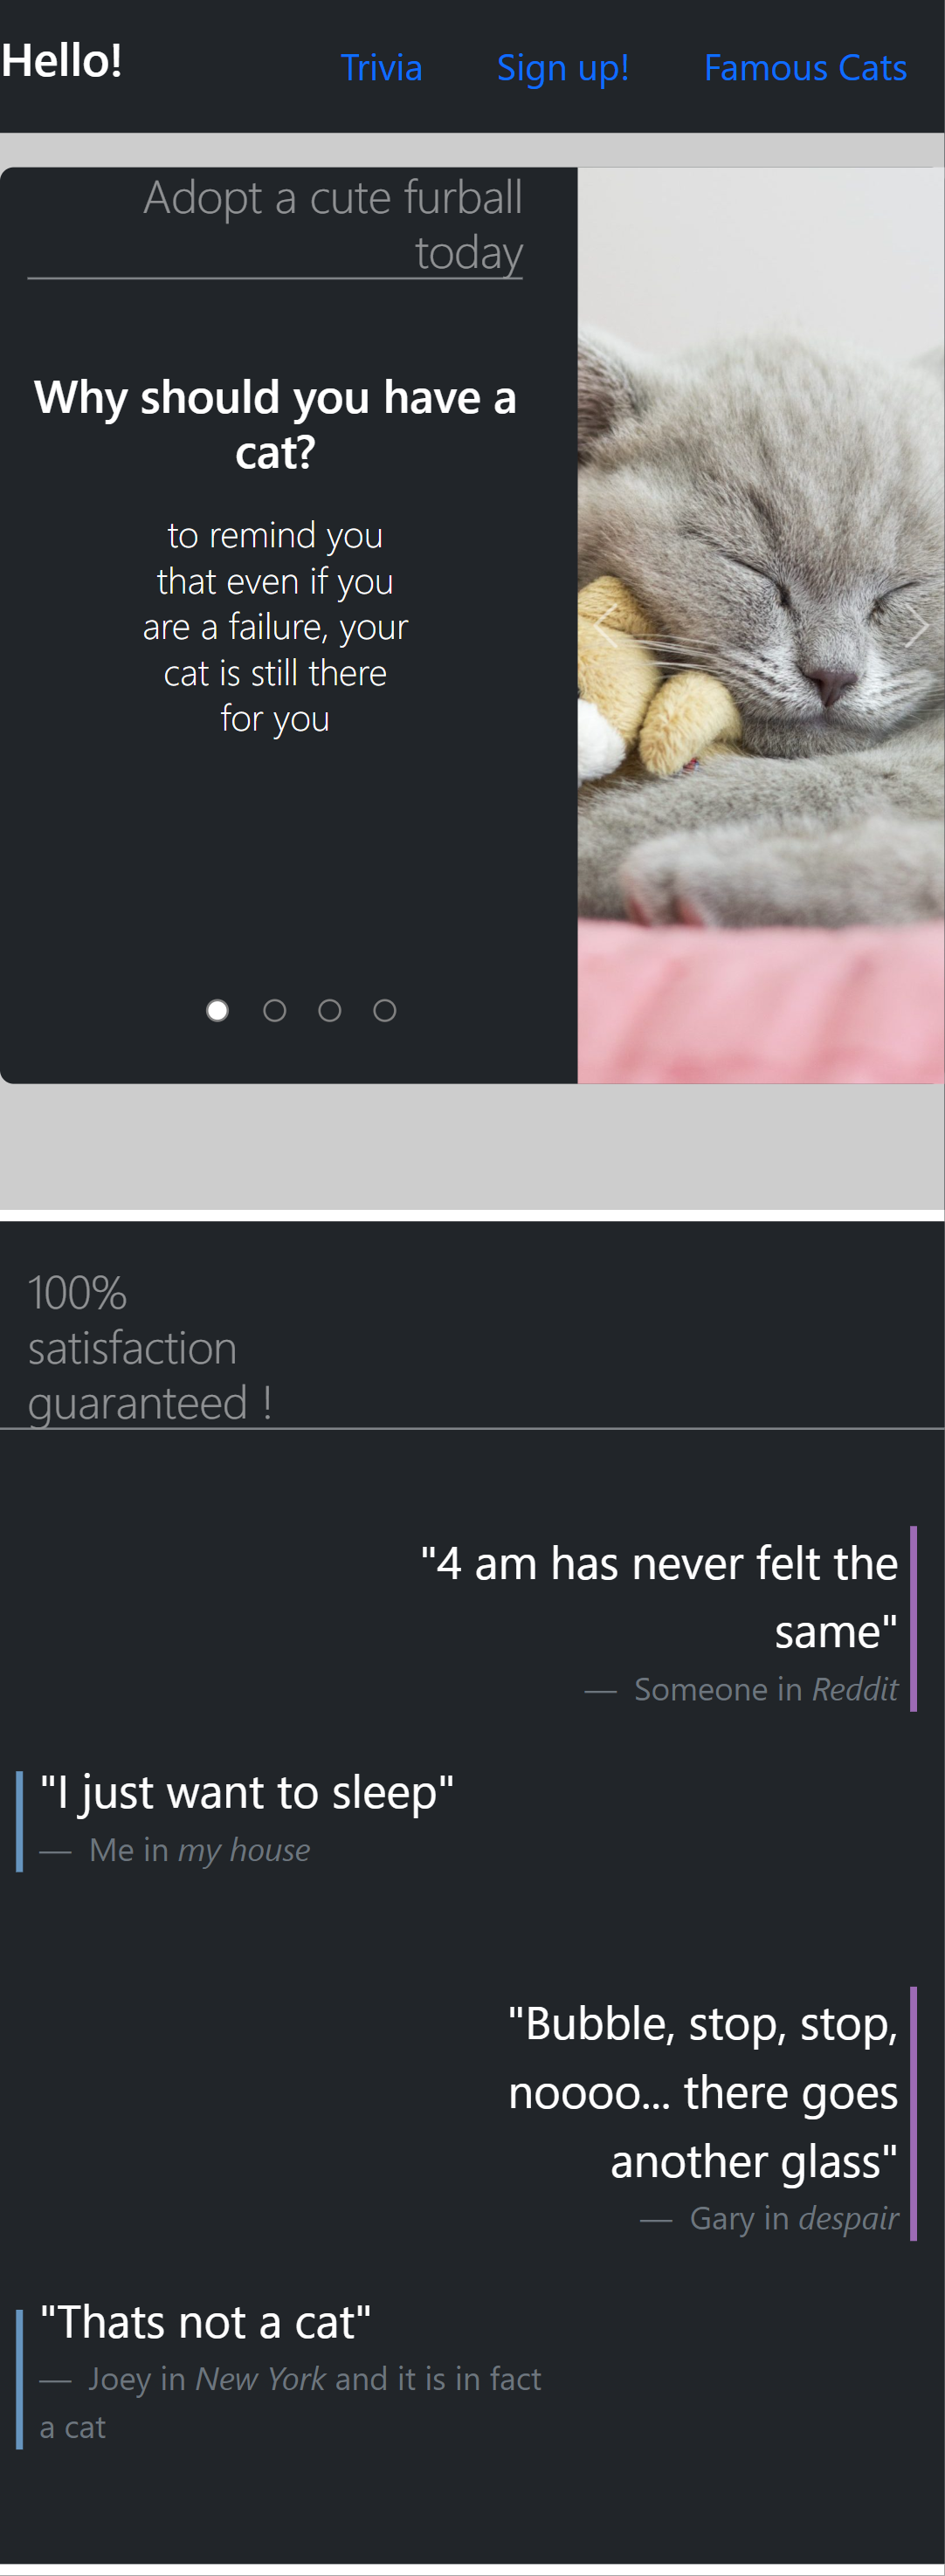 Hello!
Trivia Sign up! Famous Cats
Adopt a cute furball
today
Why should you have a
cat?
to remind you
that even if you
are a failure, your
cat is still there
for you
100%
satisfaction
guaranteed !
"4 am has never felt the
same"
— Someone in Reddit
"I just want to sleep"
— Me in my house
"Bubble, stop, stop,
noooo... there goes
another glass"
— Gary in despair
"Thats not a cat"
— Joey in New York and it is in fact
a cat